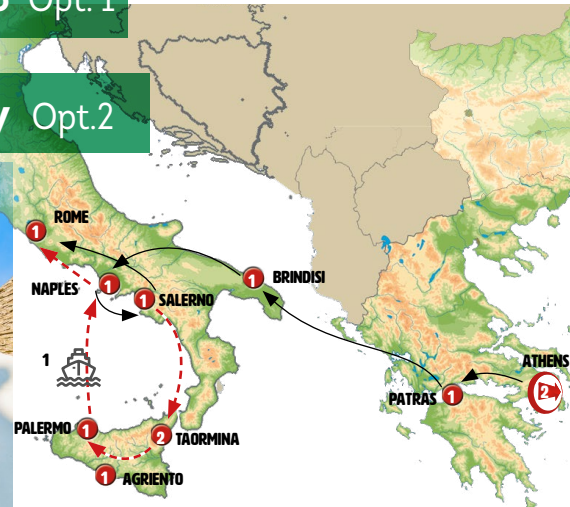 Opt. 1
Opt.2
ROME
1
NAPLES
1
1
SALERNO
1
BRINDISI
1
ATHENS
2
PATRAS
1
PALERMO
1
2
TAORMINA
1
AGRIENTO